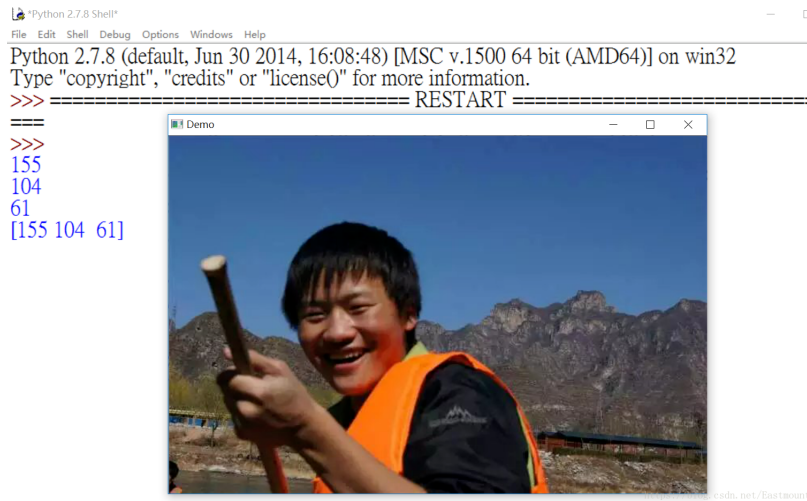 *Python 2.7.8 Shell*
File Edit Shell Debug Options Windows Help
Python 2.7.8 (default, Jun 30 2014, 16:08:48) [MSC v.1500 64 bit (AMD64)] on win32
Type "copyright", "credits" or "license()" for more information.
>>> ================================ RESTART ==========================
===
>>>
Demo
155
104
61
[155 104  61]